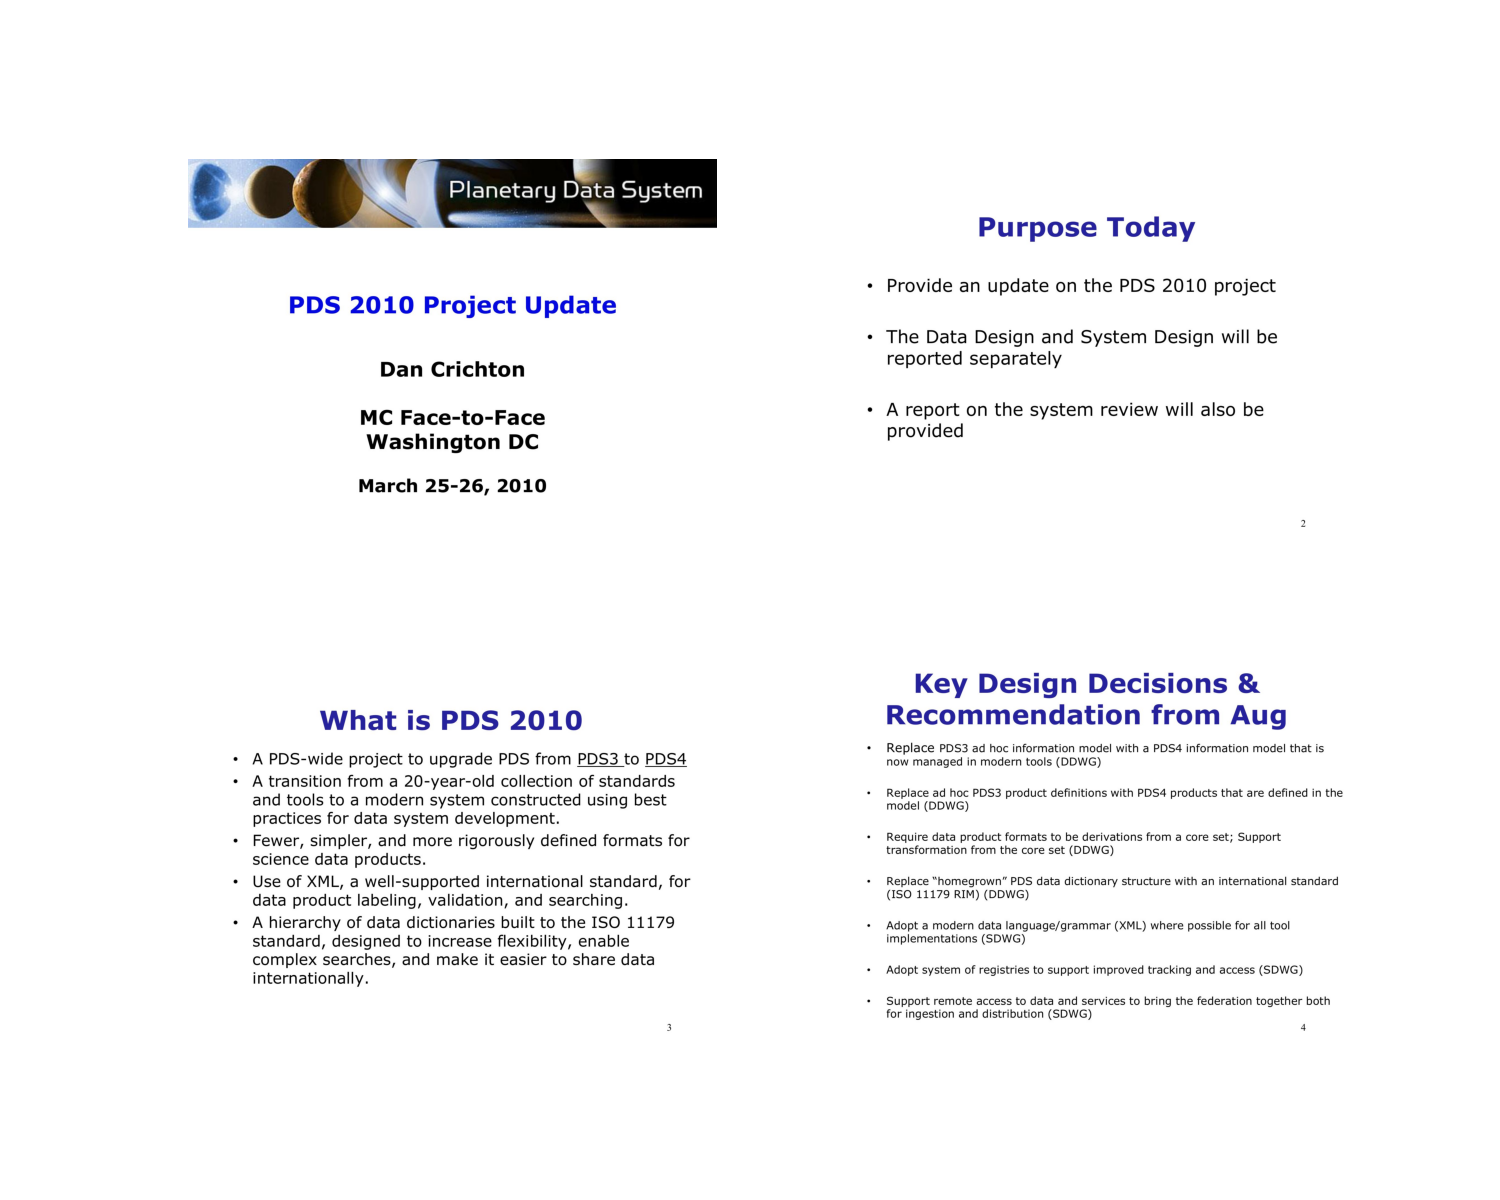 Planetary Data System
PDS 2010 Project Update
Dan Crichton
MC Face-to-Face
Washington DC
March 25-26, 2010
Purpose Today
• Provide an update on the PDS 2010 project
• The Data Design and System Design will be
reported separately
• A report on the system review will also be
provided
2
What is PDS 2010
• A PDS-wide project to upgrade PDS from PDS3 to PDS4
• A transition from a 20-year-old collection of standards
and tools to a modern system constructed using best
practices for data system development.
• Fewer, simpler, and more rigorously defined formats for
science data products.
• Use of XML, a well-supported international standard, for
data product labeling, validation, and searching.
• A hierarchy of data dictionaries built to the ISO 11179
standard, designed to increase flexibility, enable
complex searches, and make it easier to share data
internationally.
3
Key Design Decisions &
Recommendation from Aug
• Replace PDS3 ad hoc information model with a PDS4 information model that is
now managed in modern tools (DDWG)
• Replace ad hoc PDS3 product definitions with PDS4 products that are defined in the
model (DDWG)
• Require data product formats to be derivations from a core set; Support
transformation from the core set (DDWG)
• Replace “homegrown” PDS data dictionary structure with an international standard
(ISO 11179 RIM) (DDWG)
• Adopt a modern data language/grammar (XML) where possible for all tool
implementations (SDWG)
• Adopt system of registries to support improved tracking and access (SDWG)
• Support remote access to data and services to bring the federation together both
for ingestion and distribution (SDWG)
4